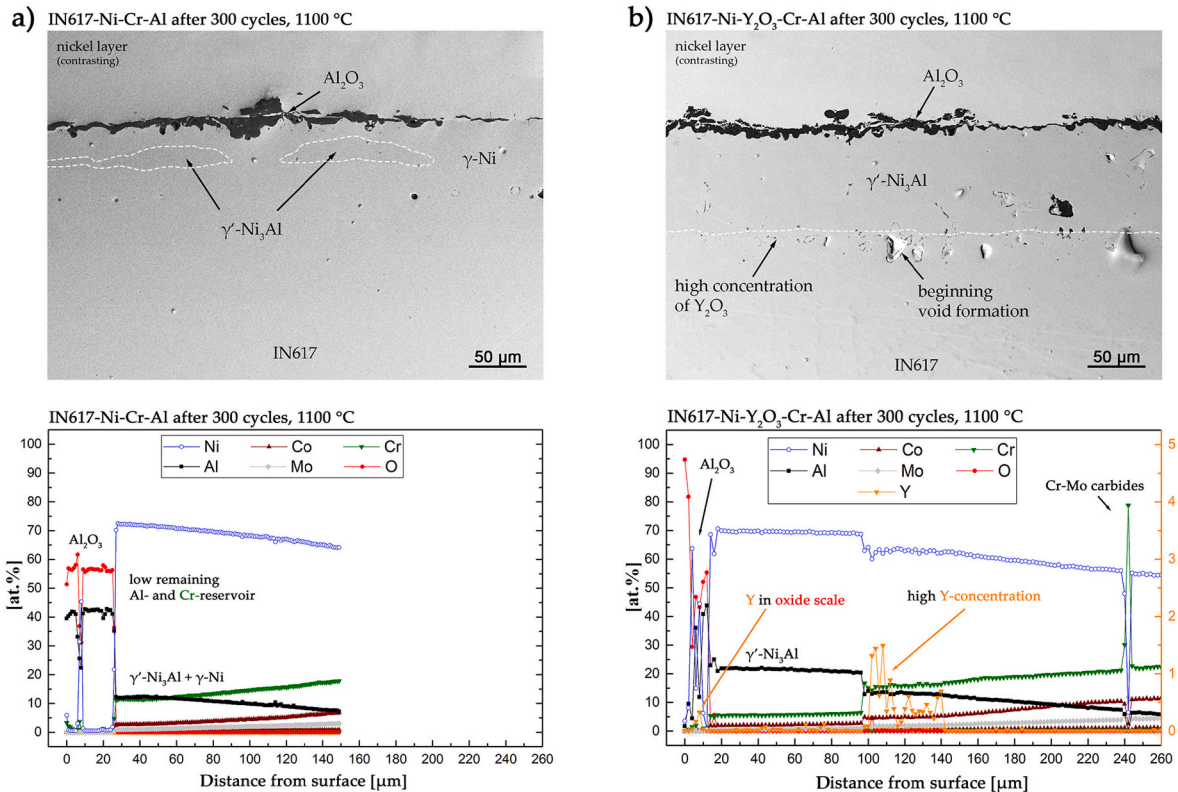 a) IN617-Ni-Cr-Al after 300 cycles, 1100 °C
nickel layer
(contrasting)
Al₂O₃
γ-Ni
γ′-Ni₃Al
IN617
50 µm
b) IN617-Ni-Y₂O₃-Cr-Al after 300 cycles, 1100 °C
nickel layer
(contrasting)
Al₂O₃
γ′-Ni₃Al
high concentration
of Y₂O₃
beginning
void formation
IN617
50 µm
IN617-Ni-Cr-Al after 300 cycles, 1100 °C
Ni Co Cr
Al Mo O
Al₂O₃
low remaining
Al- and Cr-reservoir
γ′-Ni₃Al + γ-Ni
[at.%]
100
90
80
70
60
50
40
30
20
10
0
0 20 40 60 80 100 120 140 160 180 200 220 240 260
Distance from surface [µm]
IN617-Ni-Y₂O₃-Cr-Al after 300 cycles, 1100 °C
Ni Co Cr
Al Mo O
Y
Al₂O₃
Cr-Mo carbides
Y in oxide scale
high Y-concentration
γ′-Ni₃Al
[at.%]
100
90
80
70
60
50
40
30
20
10
0
5
4
3
2
1
0
0 20 40 60 80 100 120 140 160 180 200 220 240 260
Distance from surface [µm]